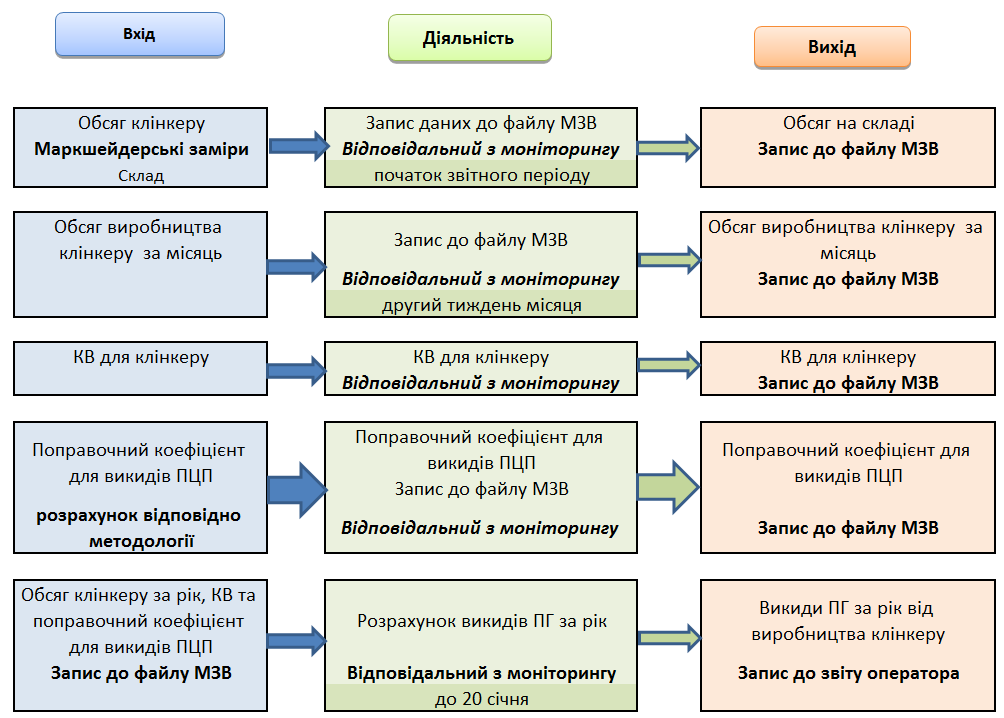 Вхід
Діяльність
Вихід
Обсяг клінкеру
Маркшейдерські заміри
Склад
Запис даних до файлу МЗВ
Відповідальний з моніторингу
початок звітного періоду
Обсяг на складі
Запис до файлу МЗВ
Обсяг виробництва
клінкеру за місяць
Запис до файлу МЗВ
Відповідальний з моніторингу
другий тиждень місяця
Обсяг виробництва клінкеру за
місяць
Запис до файлу МЗВ
КВ для клінкеру
КВ для клінкеру
Відповідальний з моніторингу
КВ для клінкеру
Запис до файлу МЗВ
Поправочний коефіцієнт
для викидів ПЦП
розрахунок відповідно
методології
Поправочний коефіцієнт для
викидів ПЦП
Запис до файлу МЗВ
Відповідальний з моніторингу
Поправочний коефіцієнт для
викидів ПЦП
Запис до файлу МЗВ
Обсяг клінкеру за рік, КВ та
поправочний коефіцієнт
для викидів ПЦП
Запис до файлу МЗВ
Розрахунок викидів ПГ за рік
Відповідальний з моніторингу
до 20 січня
Викиди ПГ за рік від
виробництва клінкеру
Запис до звіту оператора